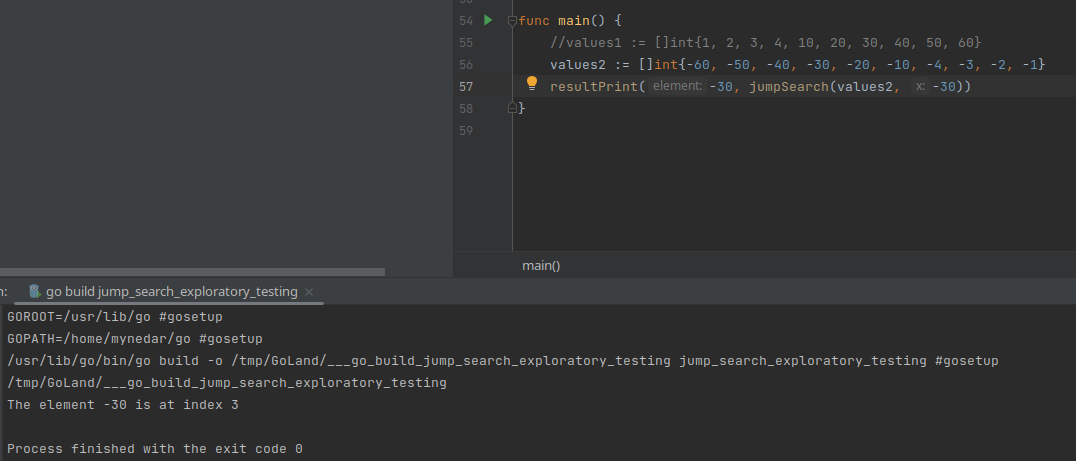 54 func main() {
55 //values1 := []int{1, 2, 3, 4, 10, 20, 30, 40, 50, 60}
56 values2 := []int{-60, -50, -40, -30, -20, -10, -4, -3, -2, -1}
57 resultPrint( element: -30, jumpSearch(values2, x: -30))
58 }
59
main()
go build jump_search_exploratory_testing ×
GOROOT=/usr/lib/go #gosetup
GOPATH=/home/mynedar/go #gosetup
/usr/lib/go/bin/go build -o /tmp/GoLand/___go_build_jump_search_exploratory_testing jump_search_exploratory_testing #gosetup
/tmp/GoLand/___go_build_jump_search_exploratory_testing
The element -30 is at index 3
Process finished with the exit code 0